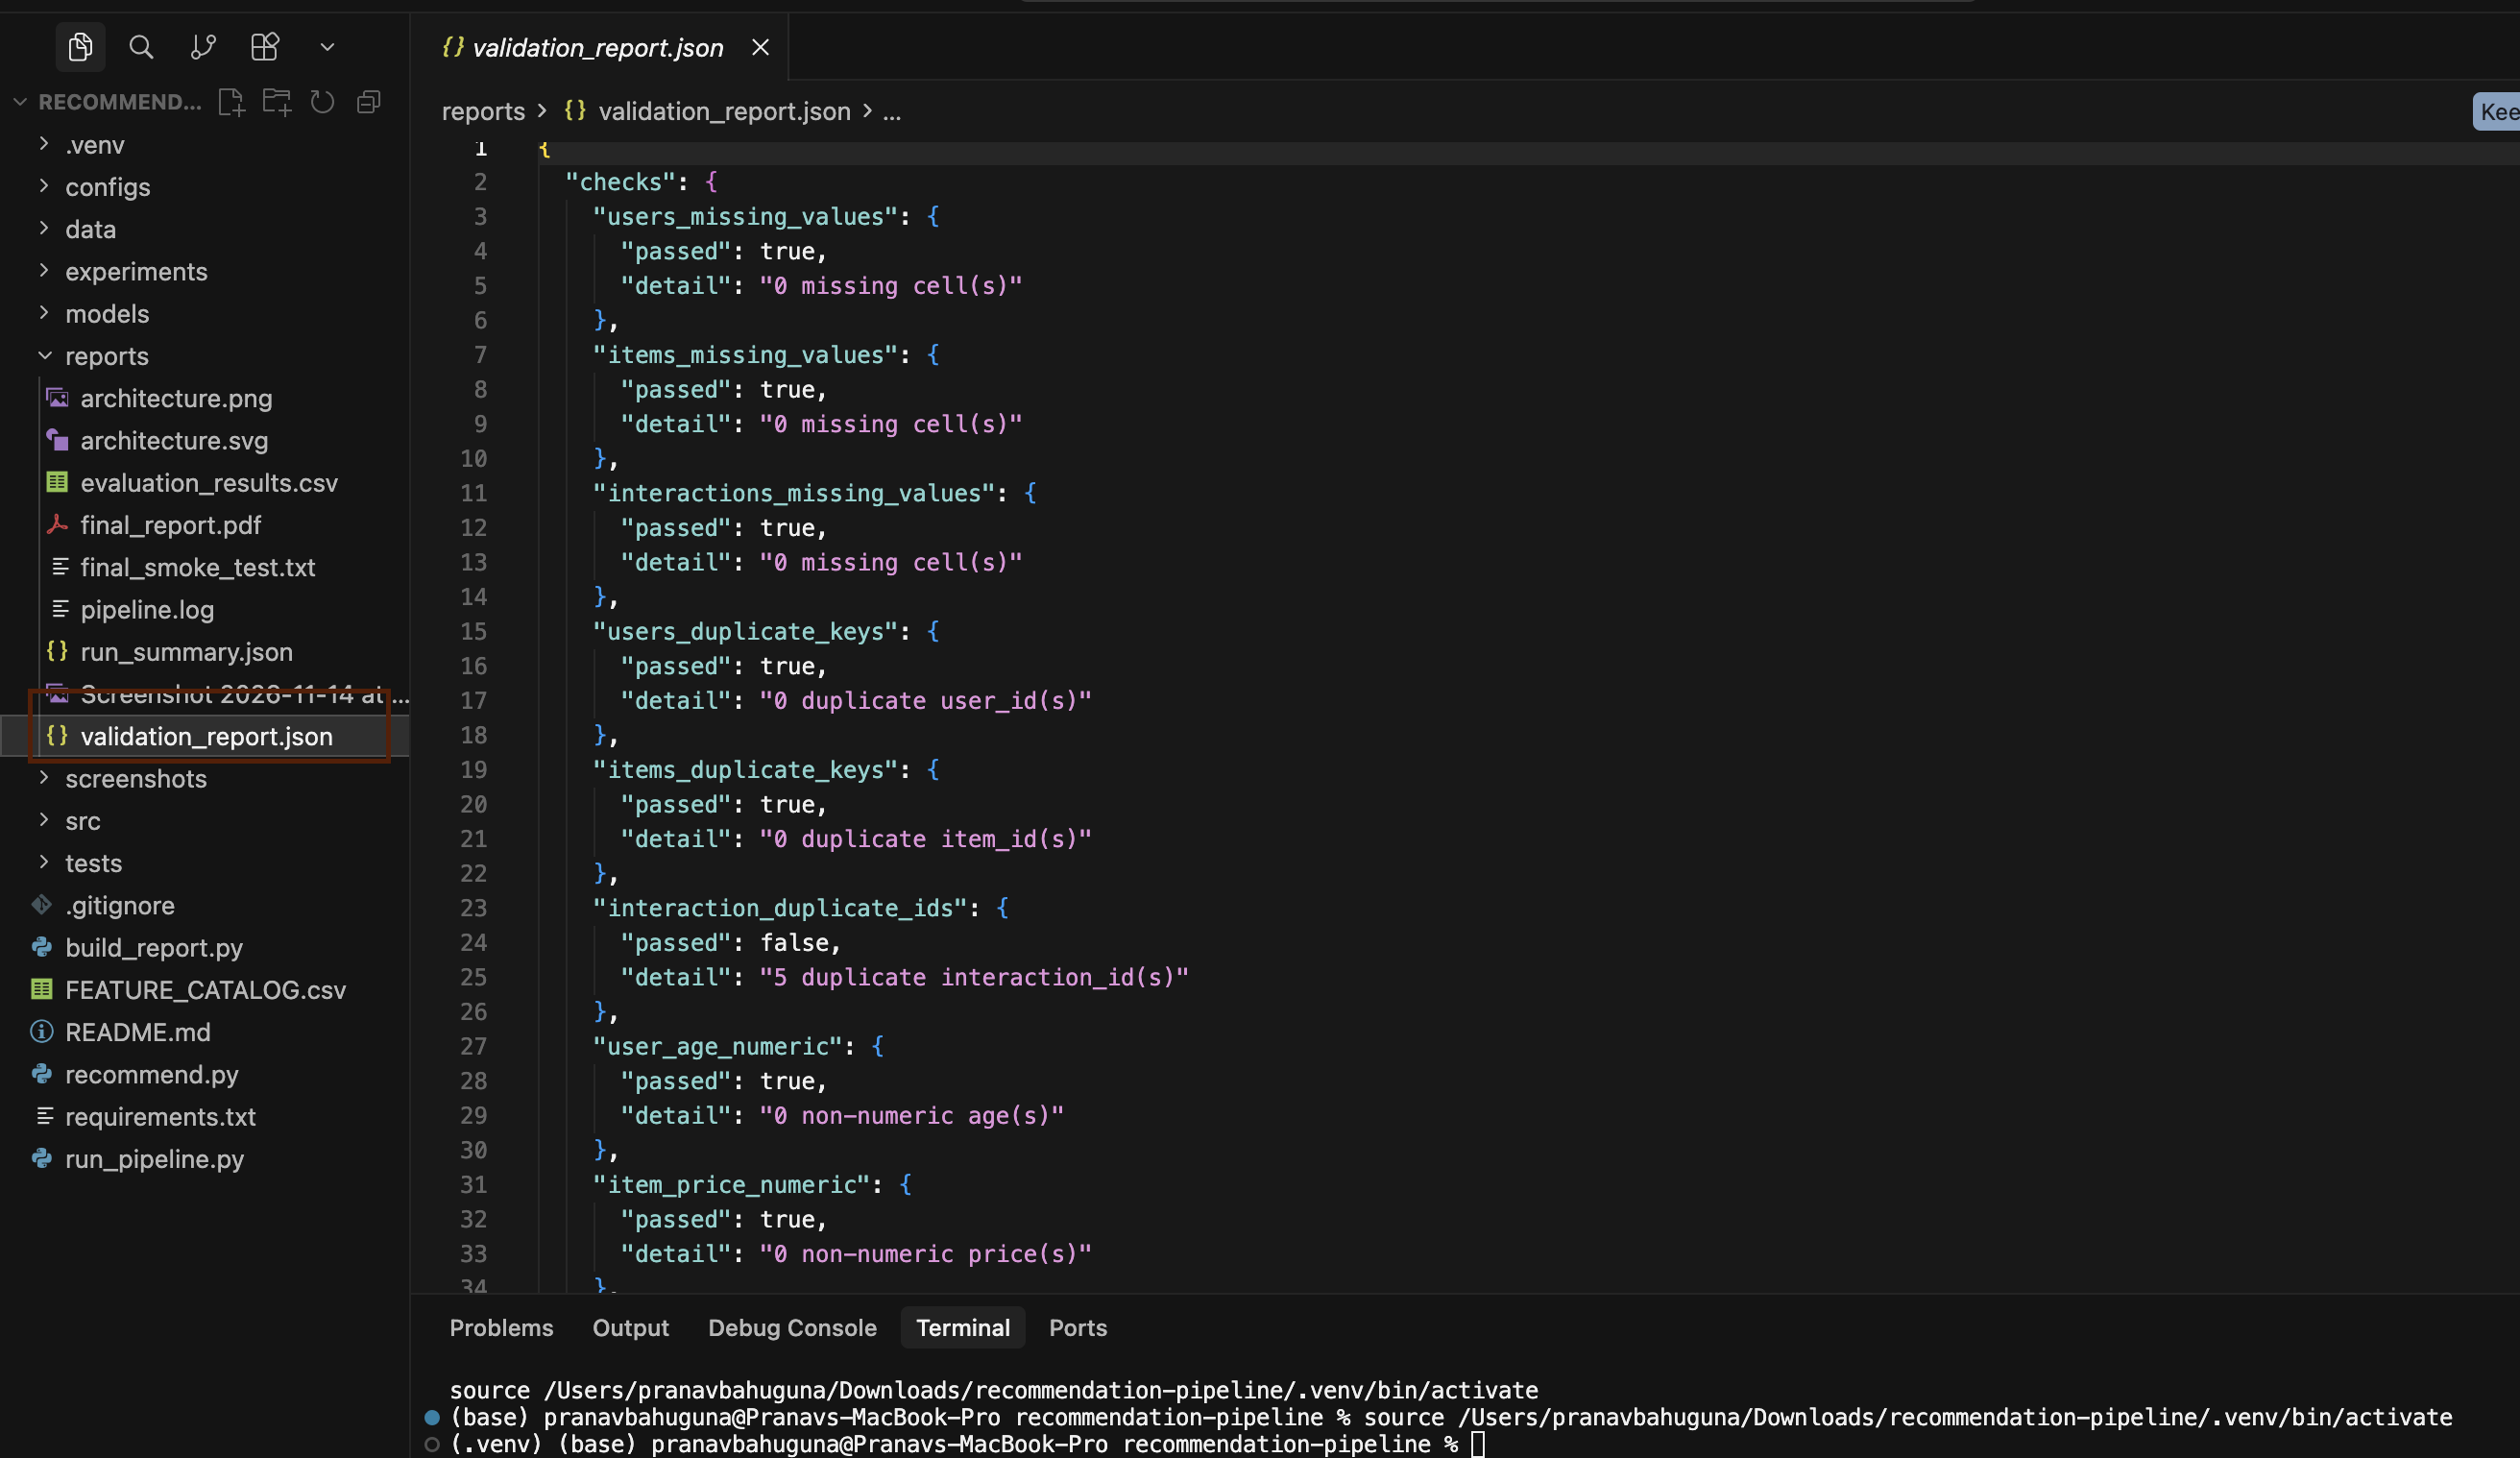 RECOMMEND...
.venv
configs
data
experiments
models
reports
architecture.png
architecture.svg
evaluation_results.csv
final_report.pdf
final_smoke_test.txt
pipeline.log
run_summary.json
Screenshot 2026-11-14 at ...
validation_report.json
screenshots
src
tests
.gitignore
build_report.py
FEATURE_CATALOG.csv
README.md
recommend.py
requirements.txt
run_pipeline.py
{} validation_report.json
reports > {} validation_report.json > ...
Kee
1 {
2 "checks": {
3 "users_missing_values": {
4 "passed": true,
5 "detail": "0 missing cell(s)"
6 },
7 "items_missing_values": {
8 "passed": true,
9 "detail": "0 missing cell(s)"
10 },
11 "interactions_missing_values": {
12 "passed": true,
13 "detail": "0 missing cell(s)"
14 },
15 "users_duplicate_keys": {
16 "passed": true,
17 "detail": "0 duplicate user_id(s)"
18 },
19 "items_duplicate_keys": {
20 "passed": true,
21 "detail": "0 duplicate item_id(s)"
22 },
23 "interaction_duplicate_ids": {
24 "passed": false,
25 "detail": "5 duplicate interaction_id(s)"
26 },
27 "user_age_numeric": {
28 "passed": true,
29 "detail": "0 non-numeric age(s)"
30 },
31 "item_price_numeric": {
32 "passed": true,
33 "detail": "0 non-numeric price(s)"
34 },
Problems Output Debug Console Terminal Ports
source /Users/pranavbahuguna/Downloads/recommendation-pipeline/.venv/bin/activate
(base) pranavbahuguna@Pranavs-MacBook-Pro recommendation-pipeline % source /Users/pranavbahuguna/Downloads/recommendation-pipeline/.venv/bin/activate
(.venv) (base) pranavbahuguna@Pranavs-MacBook-Pro recommendation-pipeline %